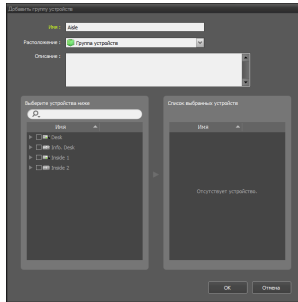 Добавить группу устройств
Имя : Aisle
Расположение : Группа устройств
Описание :
Выберите устройства ниже
Имя
Desk
Info. Desk
Inside 1
Inside 2
Список выбранных устройств
Имя
Отсутствует устройство.
OK Отмена